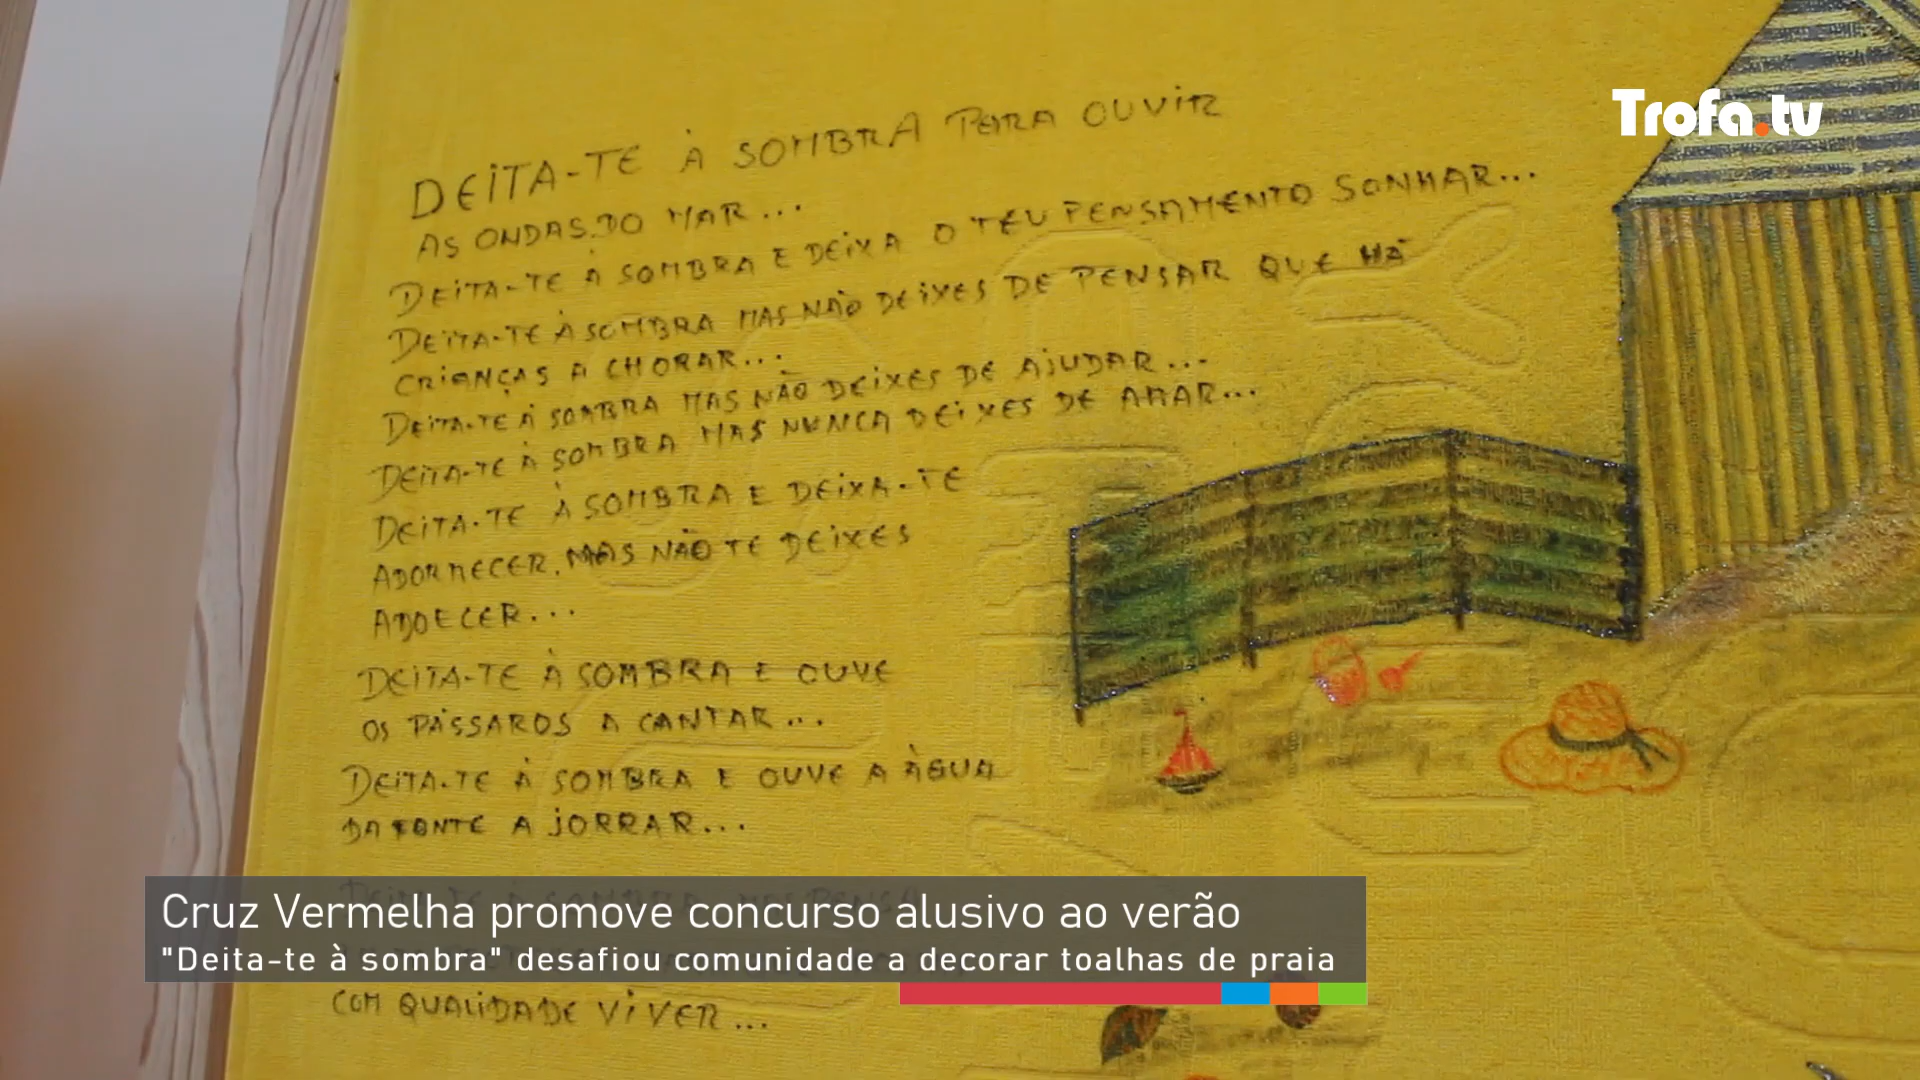 Trofa.tv
DEITA-TE À SOMBRA PARA OUVIR
AS ONDAS DO MAR...
DEITA-TE À SOMBRA E DEIXA O TEU PENSAMENTO SONHAR...
DEITA-TE À SOMBRA MAS NÃO DEIXES DE PENSAR QUE HÁ
CRIANÇAS A CHORAR...
DEITA-TE À SOMBRA MAS NÃO DEIXES DE AJUDAR...
DEITA-TE À SOMBRA MAS NUNCA DEIXES DE AMAR...
DEITA-TE À SOMBRA E DEIXA-TE
ADORMECER, MAS NÃO TE DEIXES
ADOECER...
DEITA-TE À SOMBRA E OUVE
OS PÁSSAROS A CANTAR...
DEITA-TE À SOMBRA E OUVE A ÀGUA
DA FONTE A JORRAR...
Cruz Vermelha promove concurso alusivo ao verão
"Deita-te à sombra" desafiou comunidade a decorar toalhas de praia
COM QUALIDADE VIVER...